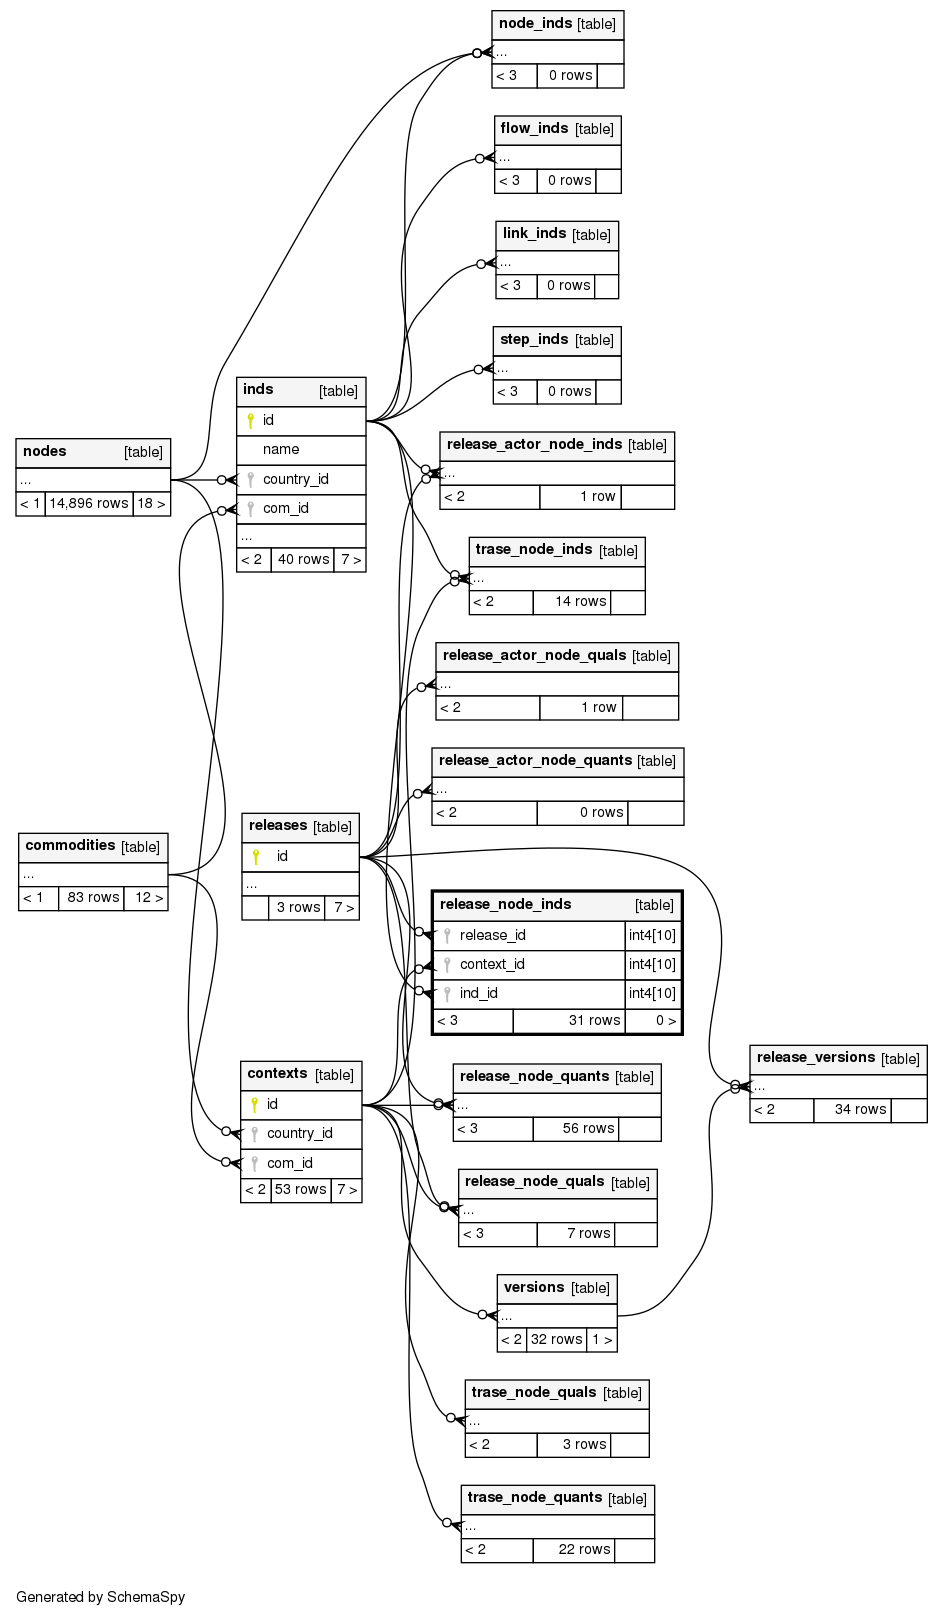 node_inds [table]
...
< 3 0 rows
flow_inds [table]
...
< 3 0 rows
link_inds [table]
...
< 3 0 rows
step_inds [table]
...
< 3 0 rows
inds [table]
id
name
country_id
com_id
...
< 2 40 rows 7 >
nodes [table]
...
< 1 14,896 rows 18 >
release_actor_node_inds [table]
...
< 2 1 row
trase_node_inds [table]
...
< 2 14 rows
release_actor_node_quals [table]
...
< 2 1 row
release_actor_node_quants [table]
...
< 2 0 rows
releases [table]
id
...
3 rows 7 >
commodities [table]
...
< 1 83 rows 12 >
release_node_inds [table]
release_id int4[10]
context_id int4[10]
ind_id int4[10]
< 3 31 rows 0 >
contexts [table]
id
country_id
com_id
< 2 53 rows 7 >
release_node_quants [table]
...
< 3 56 rows
release_versions [table]
...
< 2 34 rows
release_node_quals [table]
...
< 3 7 rows
versions [table]
...
< 2 32 rows 1 >
trase_node_quals [table]
...
< 2 3 rows
trase_node_quants [table]
...
< 2 22 rows
Generated by SchemaSpy